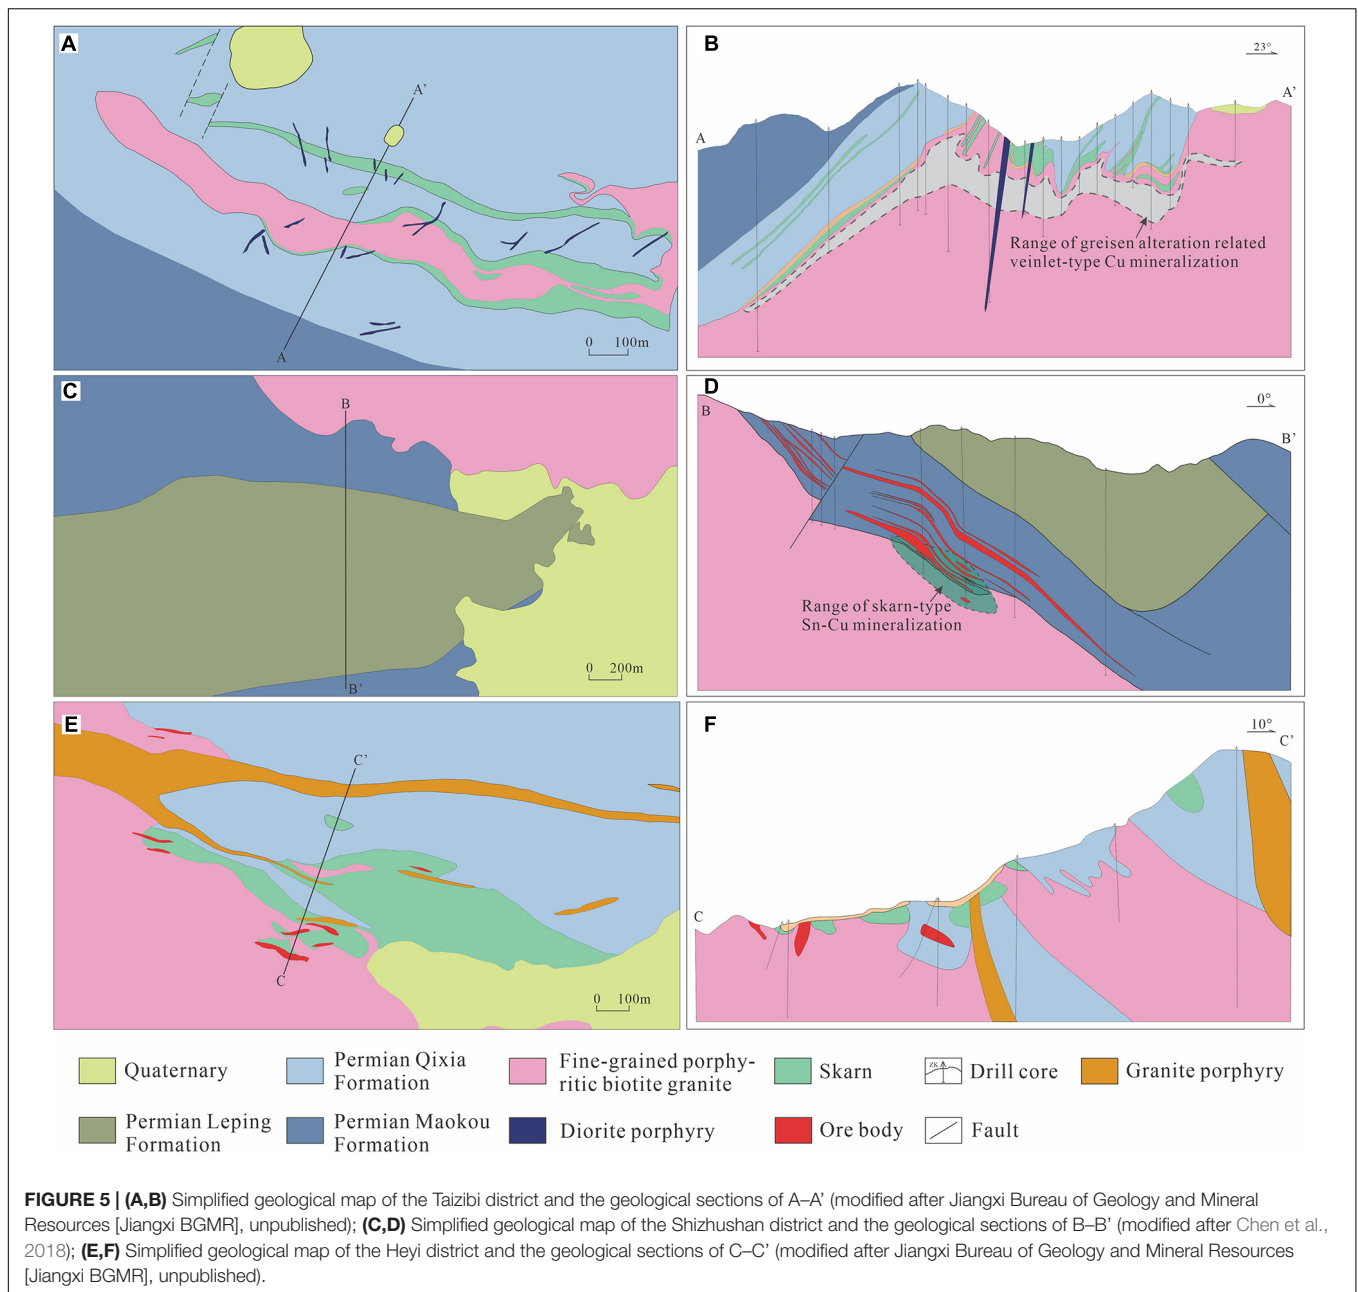 A
A'
A
0 100m
B
23°
A
A'
Range of greisen alteration related
veinlet-type Cu mineralization
C
B
B'
0 200m
D
0°
B
B'
Range of skarn-type
Sn-Cu mineralization
E
C'
C
0 100m
F
10°
C'
C
Quaternary
Permian Qixia
Formation
Fine-grained porphy-
ritic biotite granite
Skarn
ZK
Drill core
Granite porphyry
Permian Leping
Formation
Permian Maokou
Formation
Diorite porphyry
Ore body
Fault
FIGURE 5 | (A,B) Simplified geological map of the Taizibi district and the geological sections of A–A' (modified after Jiangxi Bureau of Geology and Mineral
Resources [Jiangxi BGMR], unpublished); (C,D) Simplified geological map of the Shizhushan district and the geological sections of B–B' (modified after Chen et al.,
2018); (E,F) Simplified geological map of the Heyi district and the geological sections of C–C' (modified after Jiangxi Bureau of Geology and Mineral Resources
[Jiangxi BGMR], unpublished).